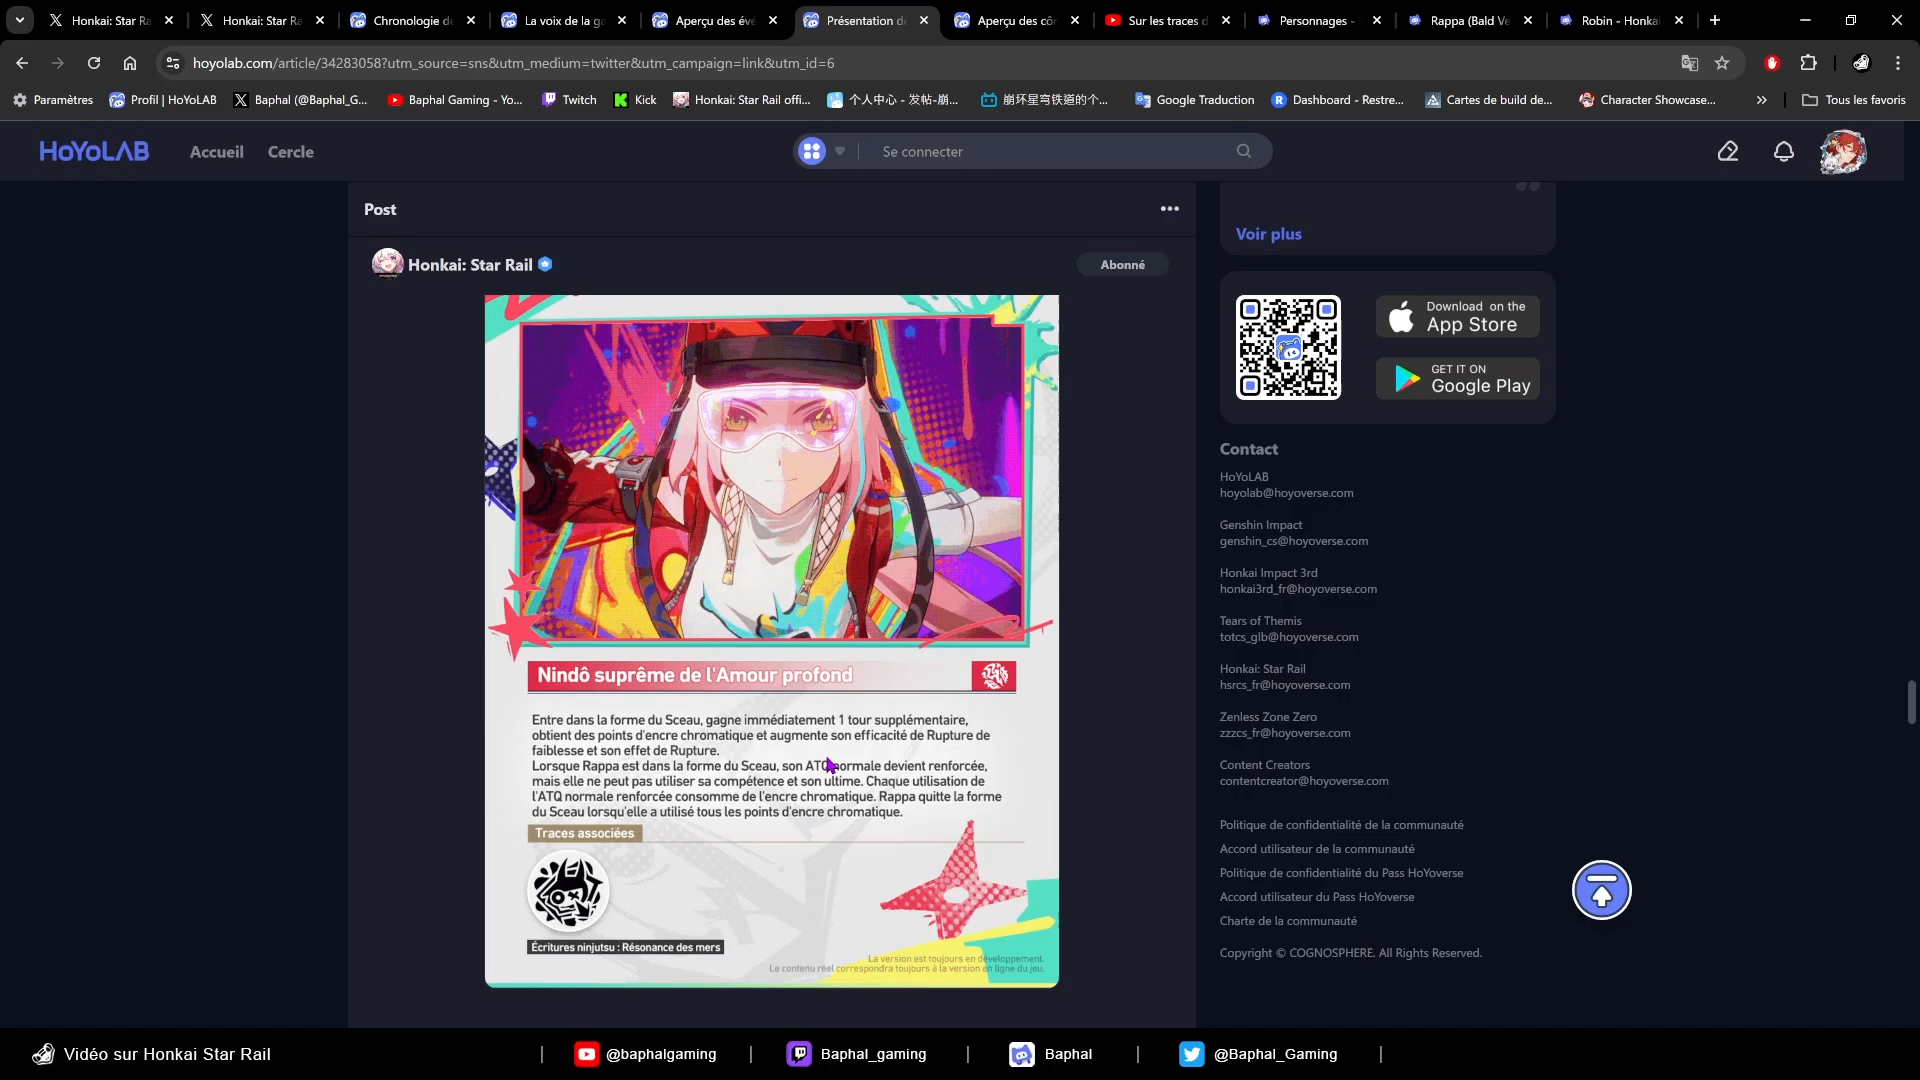 Honkai: Star Ra
Honkai: Star Ra
Chronologie de
La voix de la ga
Aperçu des évé
Présentation de
Aperçu des côn
Sur les traces d
Personnages -
Rappa (Bald Ve
Robin - Honkai
hoyolab.com/article/34283058?utm_source=sns&utm_medium=twitter&utm_campaign=link&utm_id=6
Paramètres
Profil | HoYoLAB
Baphal (@Baphal_G...
Baphal Gaming - Yo...
Twitch
Kick
Honkai: Star Rail offi...
个人中心 - 发帖-崩...
崩坏星穹铁道的个...
Google Traduction
Dashboard - Restre...
Cartes de build de...
Character Showcase...
Tous les favoris
HoYoLAB
Accueil
Cercle
Se connecter
Post
Honkai: Star Rail
Abonné
Nindô suprême de l'Amour profond
Entre dans la forme du Sceau, gagne immédiatement 1 tour supplémentaire,
obtient des points d'encre chromatique et augmente son efficacité de Rupture de
faiblesse et son effet de Rupture.
Lorsque Rappa est dans la forme du Sceau, son ATQ normale devient renforcée,
mais elle ne peut pas utiliser sa compétence et son ultime. Chaque utilisation de
l'ATQ normale renforcée consomme de l'encre chromatique. Rappa quitte la forme
du Sceau lorsqu'elle a utilisé tous les points d'encre chromatique.
Traces associées
Écritures ninjutsu : Résonance des mers
La version est toujours en développement.
Le contenu réel correspondra toujours à la version en ligne du jeu.
Voir plus
Download on the
App Store
GET IT ON
Google Play
Contact
HoYoLAB
hoyolab@hoyoverse.com
Genshin Impact
genshin_cs@hoyoverse.com
Honkai Impact 3rd
honkai3rd_fr@hoyoverse.com
Tears of Themis
totcs_glb@hoyoverse.com
Honkai: Star Rail
hsrcs_fr@hoyoverse.com
Zenless Zone Zero
zzzcs_fr@hoyoverse.com
Content Creators
contentcreator@hoyoverse.com
Politique de confidentialité de la communauté
Accord utilisateur de la communauté
Politique de confidentialité du Pass HoYoverse
Accord utilisateur du Pass HoYoverse
Charte de la communauté
Copyright © COGNOSPHERE. All Rights Reserved.
Vidéo sur Honkai Star Rail
@baphalgaming
Baphal_gaming
Baphal
@Baphal_Gaming